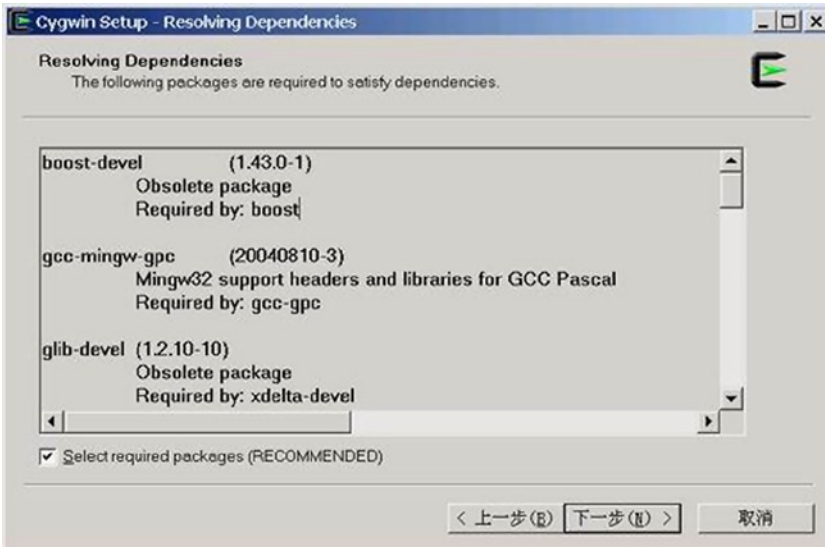 Cygwin Setup - Resolving Dependencies
Resolving Dependencies
The following packages are required to satisfy dependencies.
boost-devel (1.43.0-1)
Obsolete package
Required by: boost
gcc-mingw-gpc (20040810-3)
Mingw32 support headers and libraries for GCC Pascal
Required by: gcc-gpc
glib-devel (1.2.10-10)
Obsolete package
Required by: xdelta-devel
Select required packages (RECOMMENDED)
< 上一步(B) 下一步(N) > 取消